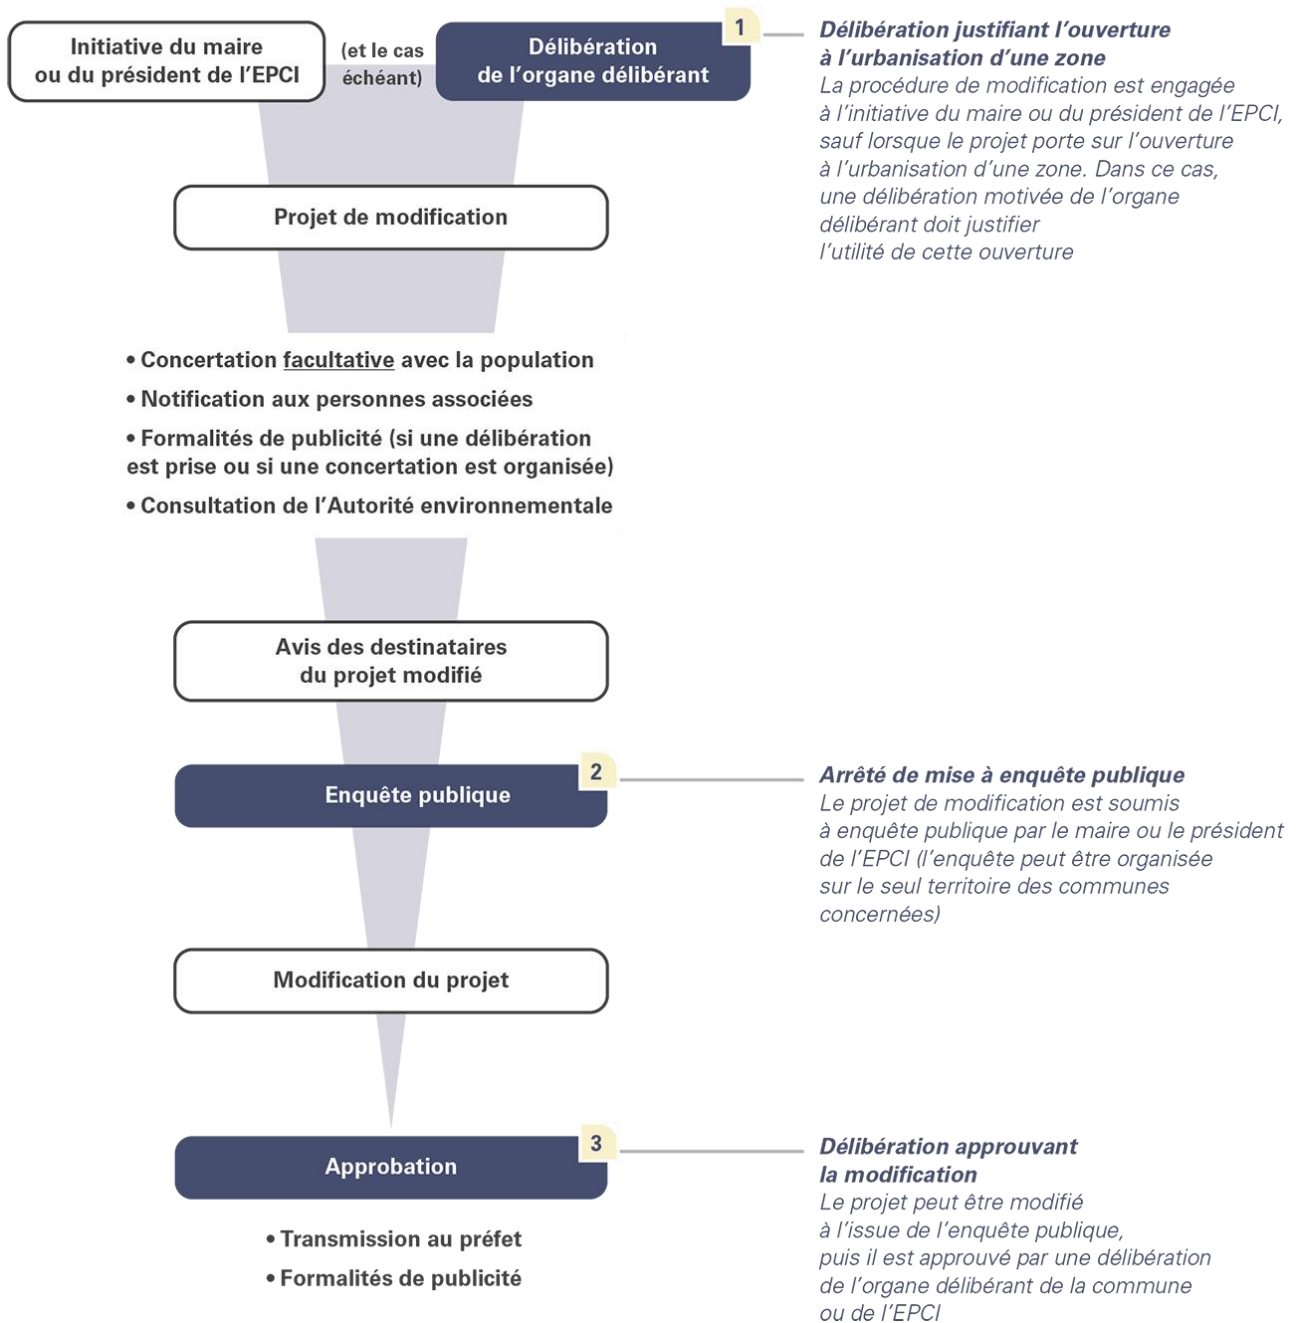 Initiative du maire
ou du président de l'EPCI
(et le cas
échéant)
Délibération
de l'organe délibérant
1
Délibération justifiant l'ouverture
à l'urbanisation d'une zone
La procédure de modification est engagée
à l'initiative du maire ou du président de l'EPCI,
sauf lorsque le projet porte sur l'ouverture
à l'urbanisation d'une zone. Dans ce cas,
une délibération motivée de l'organe
délibérant doit justifier
l'utilité de cette ouverture
Projet de modification
• Concertation facultative avec la population
• Notification aux personnes associées
• Formalités de publicité (si une délibération
est prise ou si une concertation est organisée)
• Consultation de l'Autorité environnementale
Avis des destinataires
du projet modifié
Enquête publique
2
Arrêté de mise à enquête publique
Le projet de modification est soumis
à enquête publique par le maire ou le président
de l'EPCI (l'enquête peut être organisée
sur le seul territoire des communes
concernées)
Modification du projet
Approbation
3
Délibération approuvant
la modification
Le projet peut être modifié
à l'issue de l'enquête publique,
puis il est approuvé par une délibération
de l'organe délibérant de la commune
ou de l'EPCI
• Transmission au préfet
• Formalités de publicité